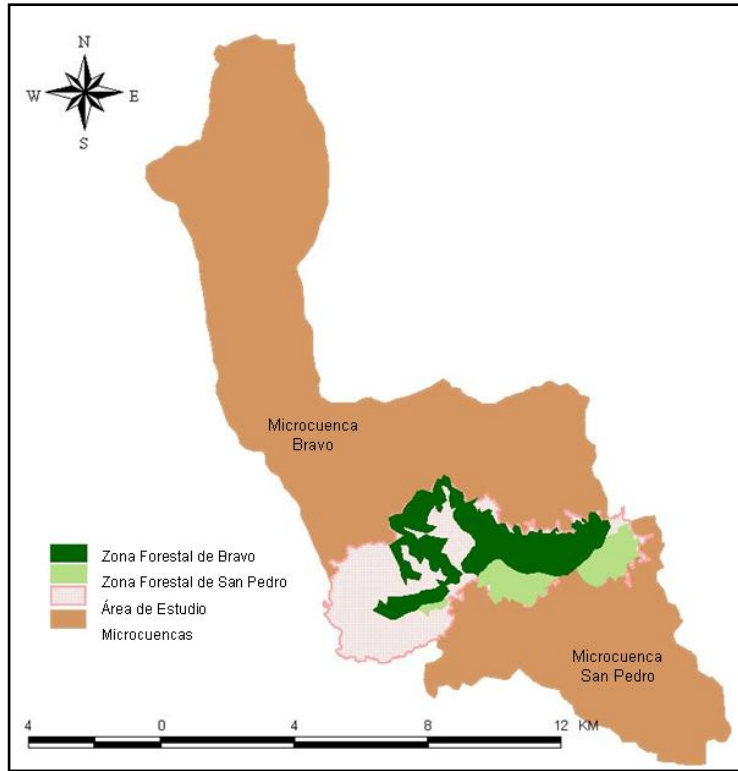 N
W E
S
Microcuenca
Bravo
Zona Forestal de Bravo
Zona Forestal de San Pedro
Área de Estudio
Microcuencas
Microcuenca
San Pedro
4 0 4 8 12 KM